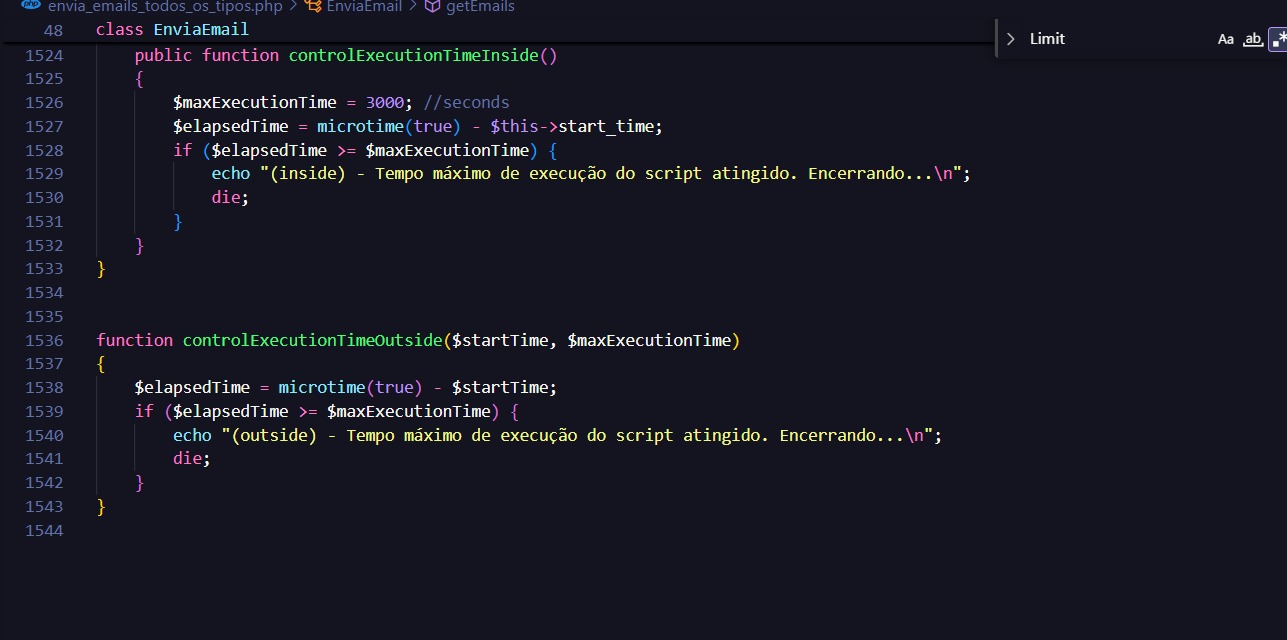 envia_emails_todos_os_tipos.php > EnviaEmail > getEmails
48 class EnviaEmail
Limit Aa ab
1524 public function controlExecutionTimeInside()
1525 {
1526 $maxExecutionTime = 3000; //seconds
1527 $elapsedTime = microtime(true) - $this->start_time;
1528 if ($elapsedTime >= $maxExecutionTime) {
1529 echo "(inside) - Tempo máximo de execução do script atingido. Encerrando...\n";
1530 die;
1531 }
1532 }
1533 }
1534
1535
1536 function controlExecutionTimeOutside($startTime, $maxExecutionTime)
1537 {
1538 $elapsedTime = microtime(true) - $startTime;
1539 if ($elapsedTime >= $maxExecutionTime) {
1540 echo "(outside) - Tempo máximo de execução do script atingido. Encerrando...\n";
1541 die;
1542 }
1543 }
1544